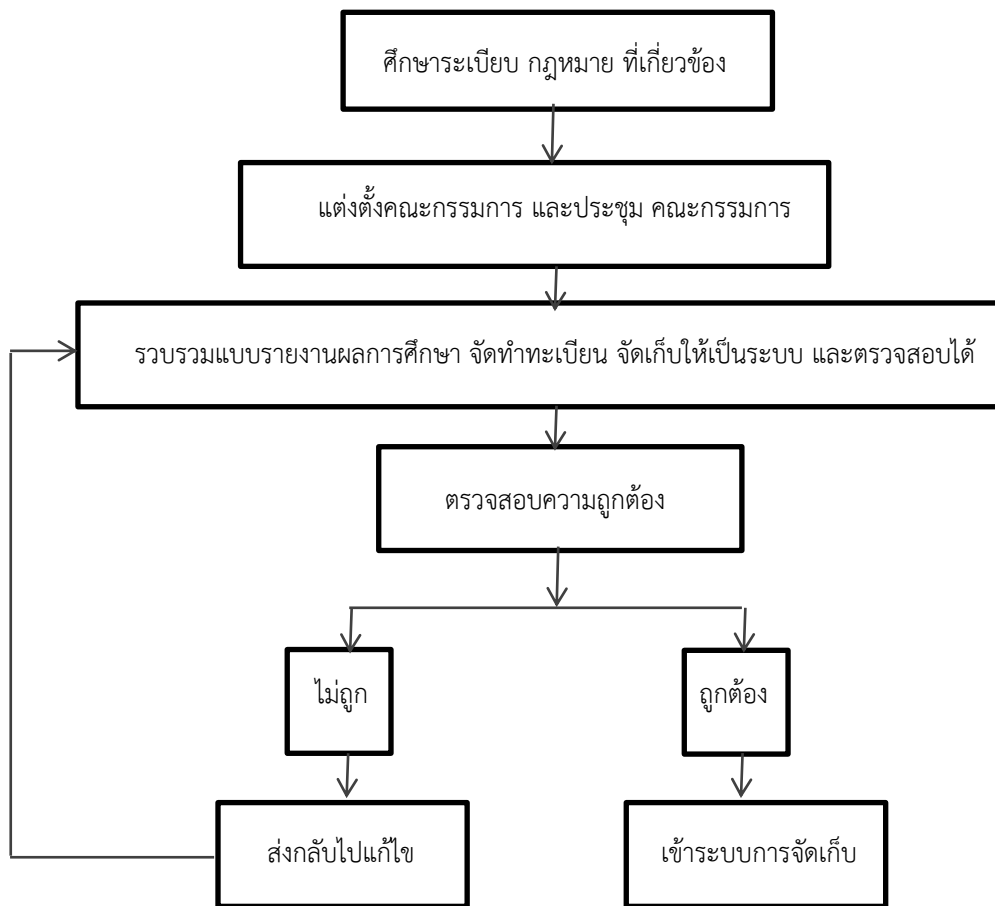 ศึกษาระเบียบ กฎหมาย ที่เกี่ยวข้อง
แต่งตั้งคณะกรรมการ และประชุม คณะกรรมการ
รวบรวมแบบรายงานผลการศึกษา จัดทำทะเบียน จัดเก็บให้เป็นระบบ และตรวจสอบได้
ตรวจสอบความถูกต้อง
ไม่ถูก
ถูกต้อง
ส่งกลับไปแก้ไข
เข้าระบบการจัดเก็บ